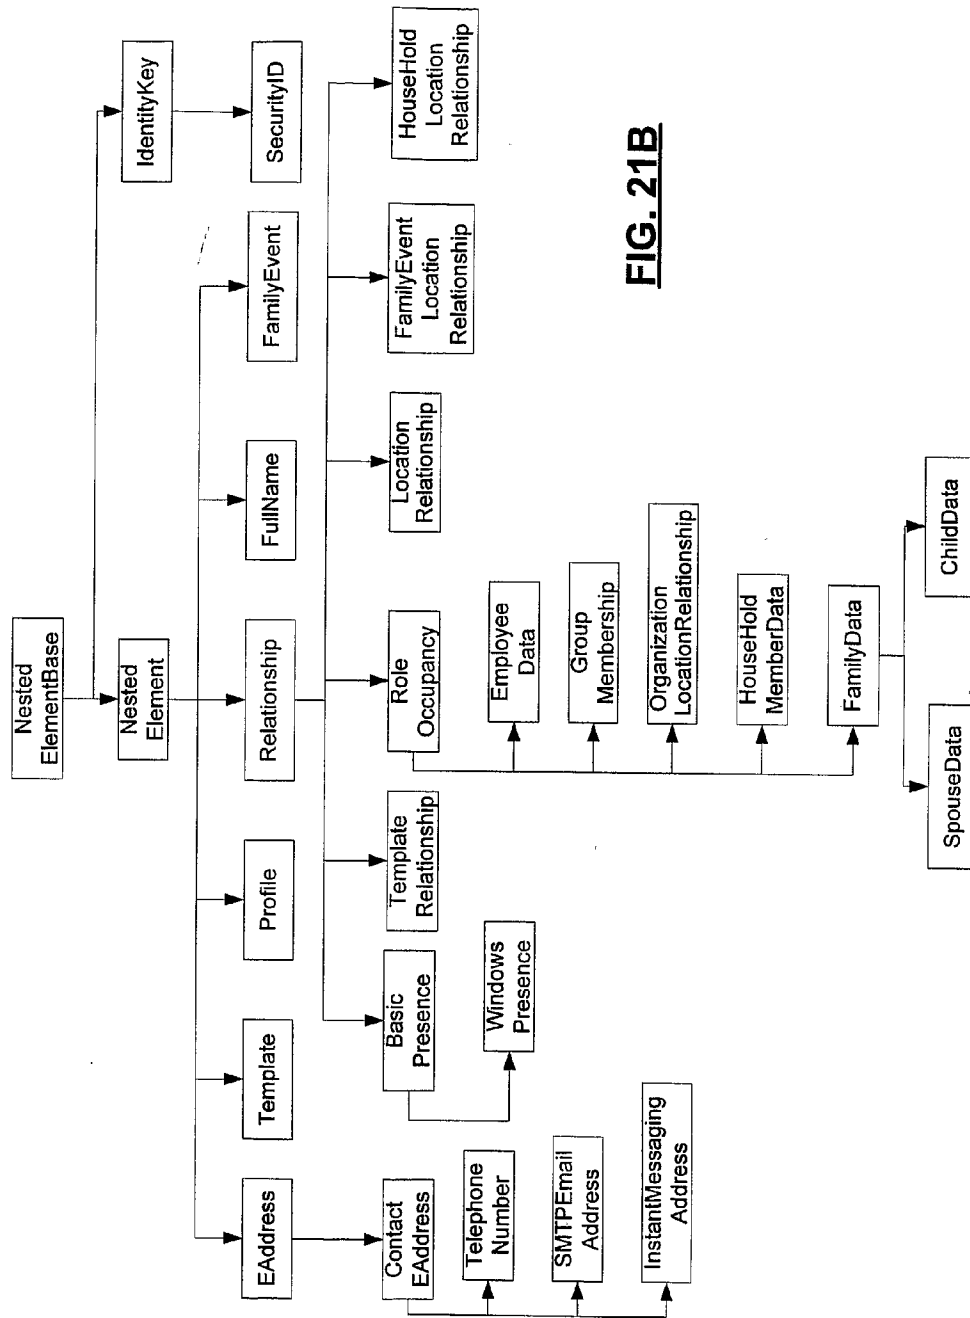 Nested
ElementBase
Nested
Element
IdentityKey
EAddress
Template
Profile
Relationship
FullName
FamilyEvent
SecurityID
Contact
EAddress
Basic
Presence
Template
Relationship
Role
Occupancy
Location
Relationship
FamilyEvent
Location
Relationship
HouseHold
Location
Relationship
Telephone
Number
SMTPEmail
Address
InstantMessaging
Address
Windows
Presence
Employee
Data
Group
Membership
Organization
LocationRelationship
HouseHold
MemberData
FamilyData
SpouseData
ChildData
FIG. 21B